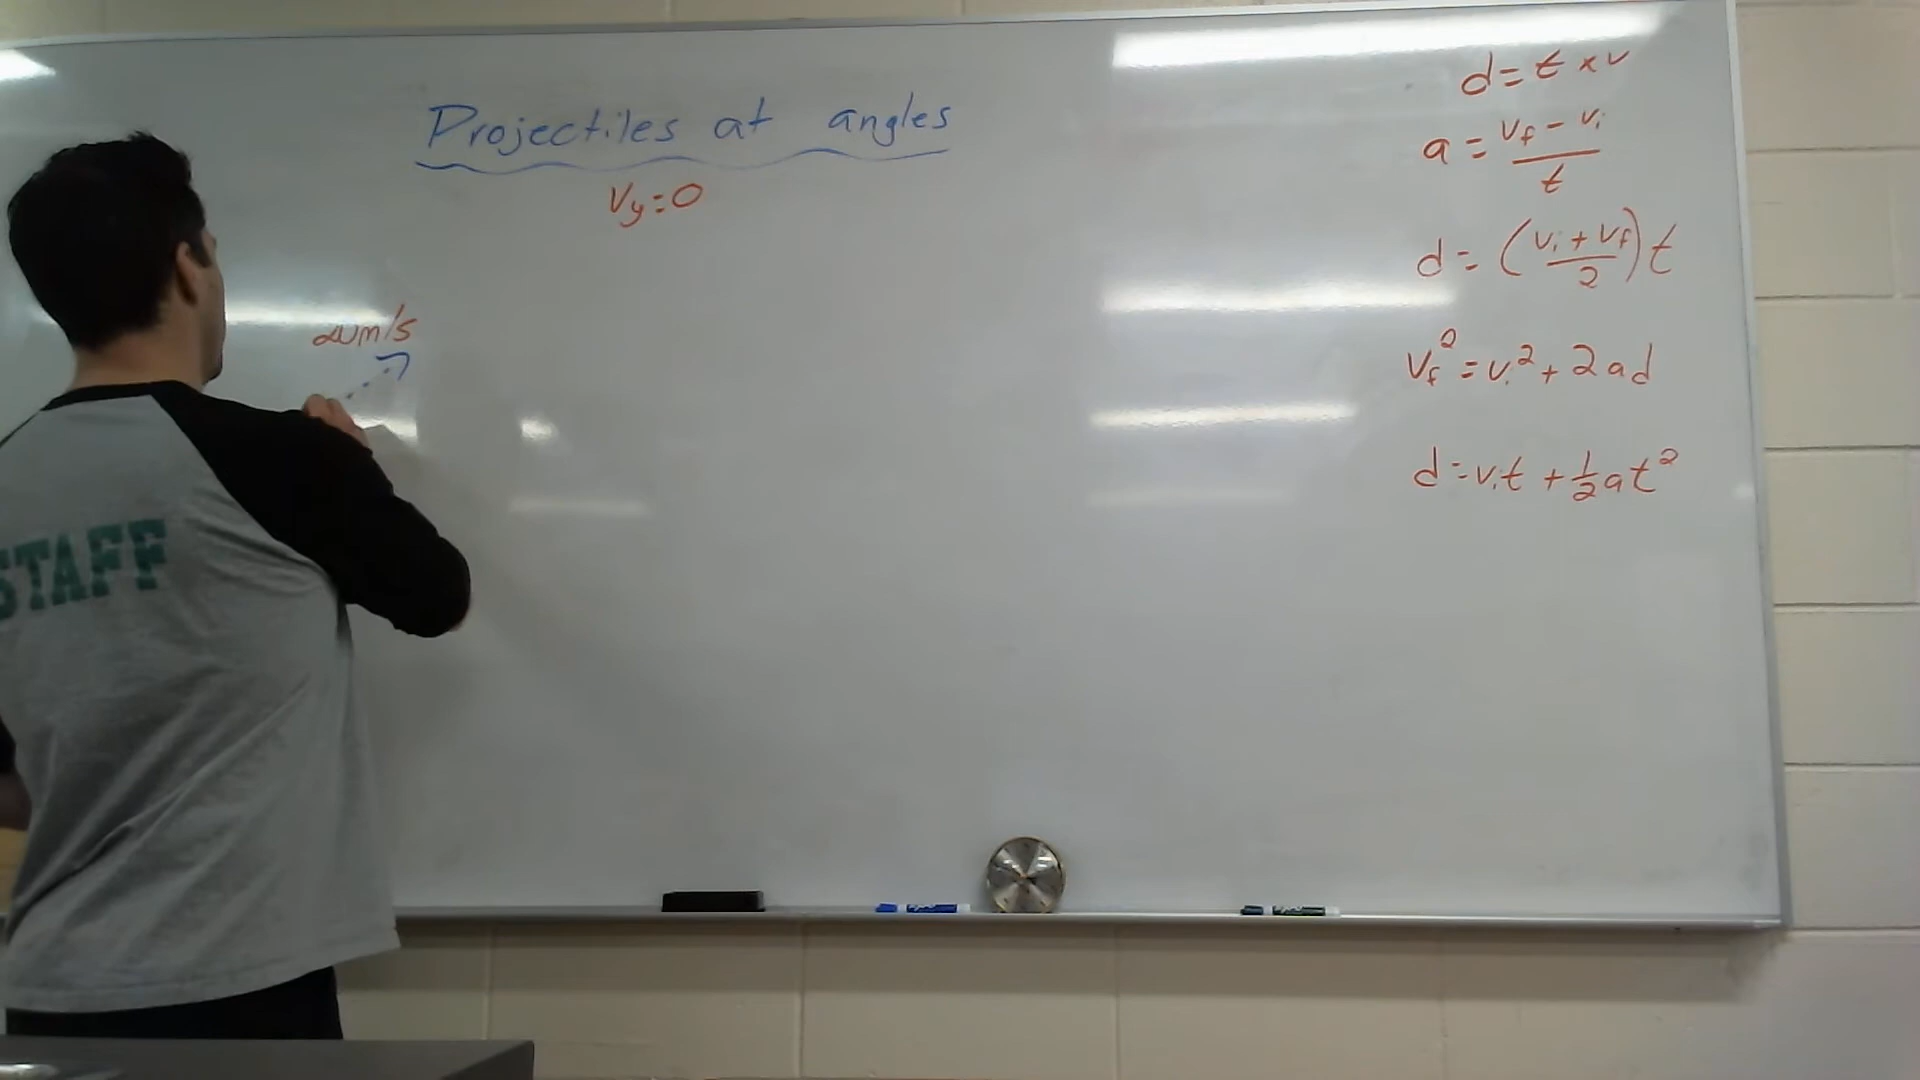 Projectiles at angles
Vy=0
20m/s
STAFF
d=t×v
a=vf-vi/t
d=(vi+vf/2)t
Vf²=vi²+2ad
d=vit+½at²